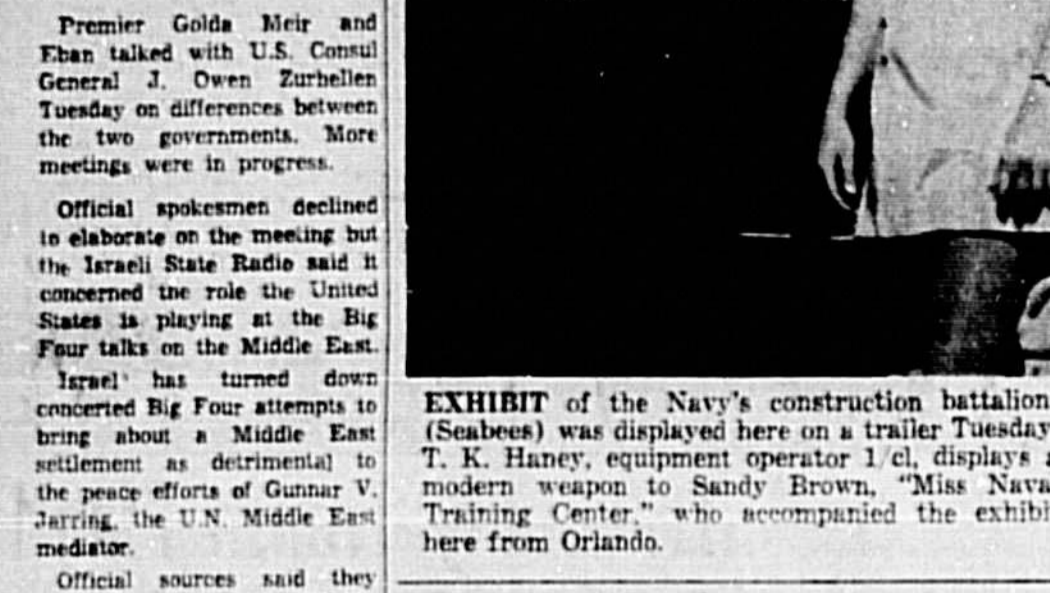 Premier Golda Meir and
Eban talked with U.S. Consul
General J. Owen Zurhellen
Tuesday on differences between
the two governments. More
meetings were in progress.
Official spokesmen declined
to elaborate on the meeting but
the Israeli State Radio said it
concerned the role the United
States is playing at the Big
Four talks on the Middle East.
Israel has turned down
concerted Big Four attempts to
bring about a Middle East
settlement as detrimental to
the peace efforts of Gunnar V.
Jarring, the U.N. Middle East
mediator.
Official sources said they
EXHIBIT of the Navy's construction battalion
(Seabees) was displayed here on a trailer Tuesday
T. K. Haney, equipment operator 1/cl, displays a
modern weapon to Sandy Brown, "Miss Nava
Training Center," who accompanied the exhibi
here from Orlando.